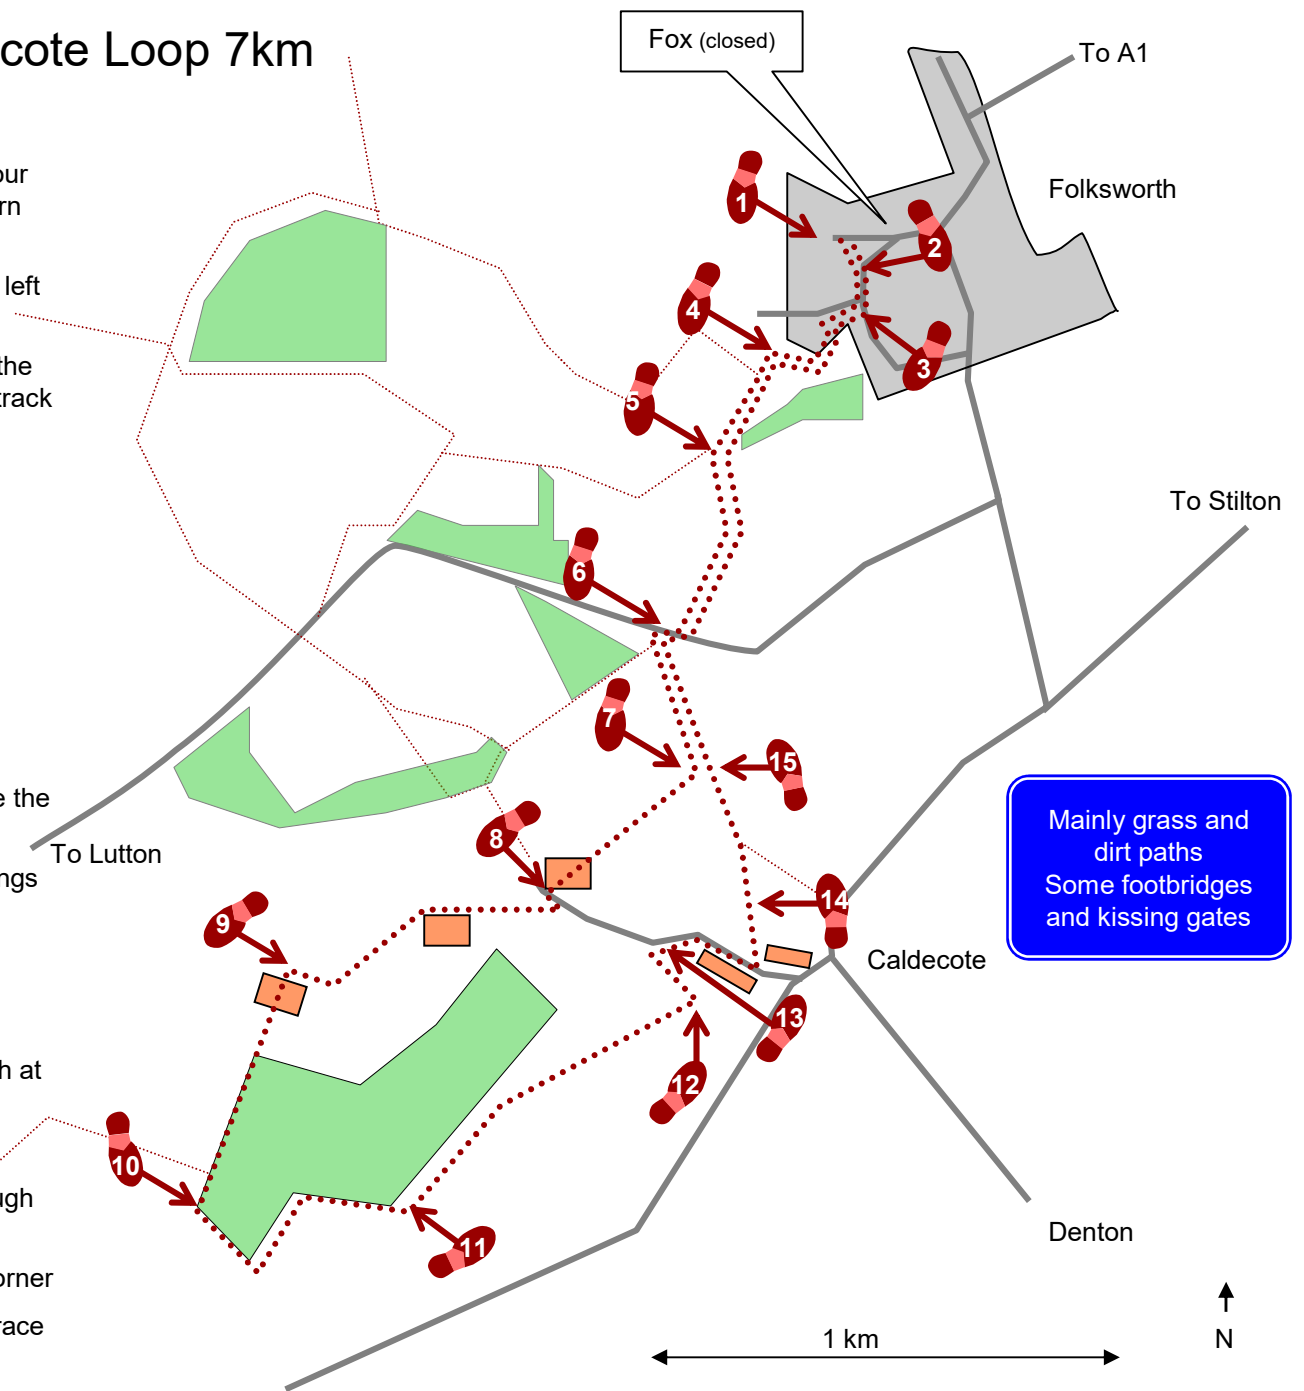 cote Loop 7km
our
rn
left
the
track
e the
ngs
h at
ugh
orner
race
Fox (closed)
To A1
Folksworth
1
2
3
4
5
6
7
8
9
10
11
12
13
14
15
To Stilton
To Lutton
Mainly grass and
dirt paths
Some footbridges
and kissing gates
Caldecote
Denton
1 km
N